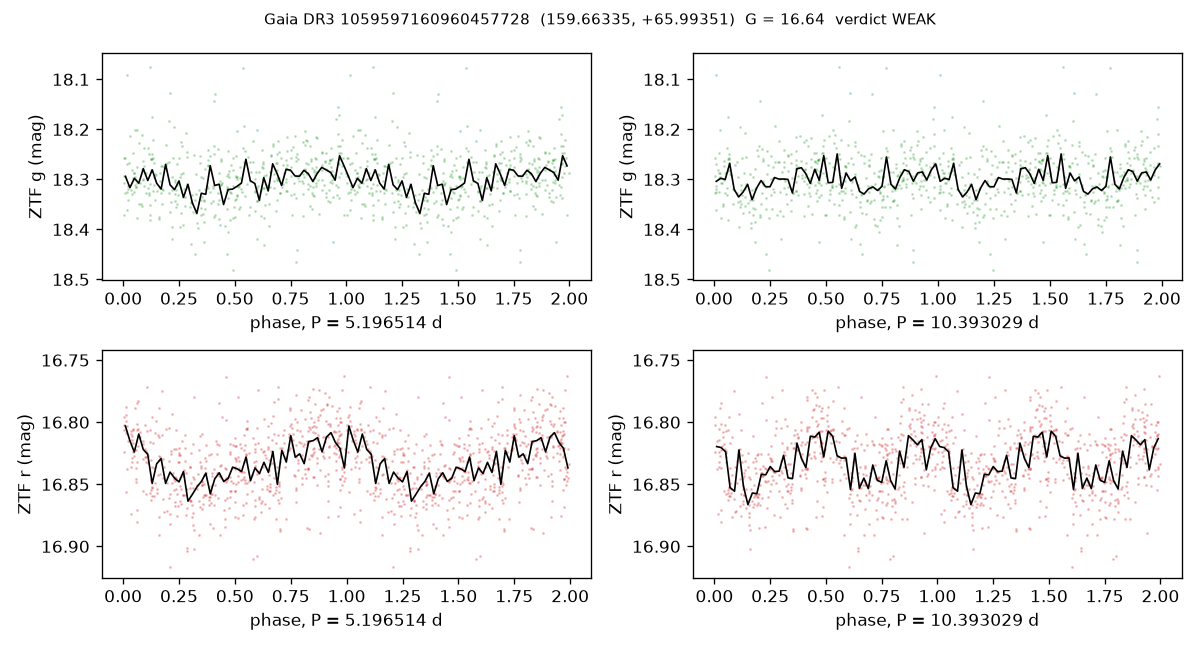 Gaia DR3 1059597160960457728 (159.66335, +65.99351) G = 16.64 verdict WEAK
ZTF g (mag)
18.1
18.2
18.3
18.4
18.5
0.00 0.25 0.50 0.75 1.00 1.25 1.50 1.75 2.00
phase, P = 5.196514 d
ZTF g (mag)
18.1
18.2
18.3
18.4
18.5
0.00 0.25 0.50 0.75 1.00 1.25 1.50 1.75 2.00
phase, P = 10.393029 d
ZTF r (mag)
16.75
16.80
16.85
16.90
0.00 0.25 0.50 0.75 1.00 1.25 1.50 1.75 2.00
phase, P = 5.196514 d
ZTF r (mag)
16.75
16.80
16.85
16.90
0.00 0.25 0.50 0.75 1.00 1.25 1.50 1.75 2.00
phase, P = 10.393029 d